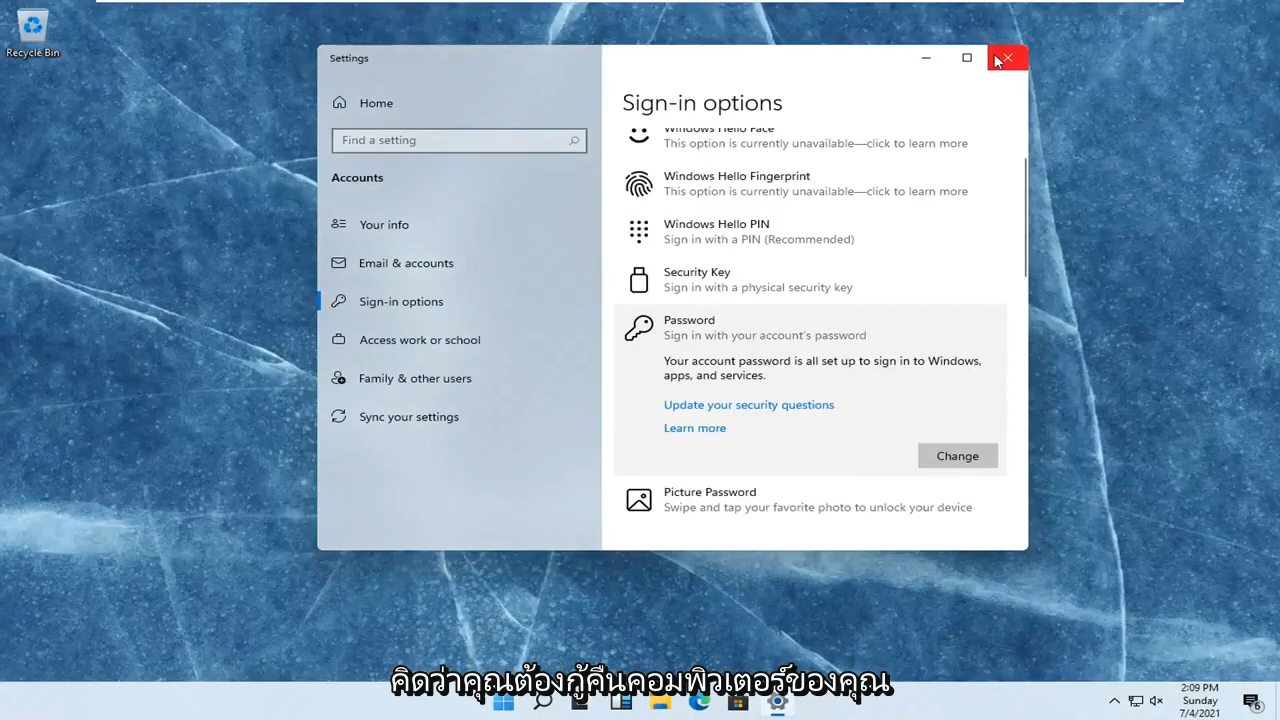 Recycle Bin
Settings
Home
Find a setting
Accounts
Your info
Email & accounts
Sign-in options
Access work or school
Family & other users
Sync your settings
Sign-in options
Windows Hello Face
This option is currently unavailable—click to learn more
Windows Hello Fingerprint
This option is currently unavailable—click to learn more
Windows Hello PIN
Sign in with a PIN (Recommended)
Security Key
Sign in with a physical security key
Password
Sign in with your account's password
Your account password is all set up to sign in to Windows,
apps, and services.
Update your security questions
Learn more
Change
Picture Password
Swipe and tap your favorite photo to unlock your device
คิดว่าคุณต้องกู้คืนคอมพิวเตอร์ของคุณ
2:09 PM
Sunday
7/4/2021
6